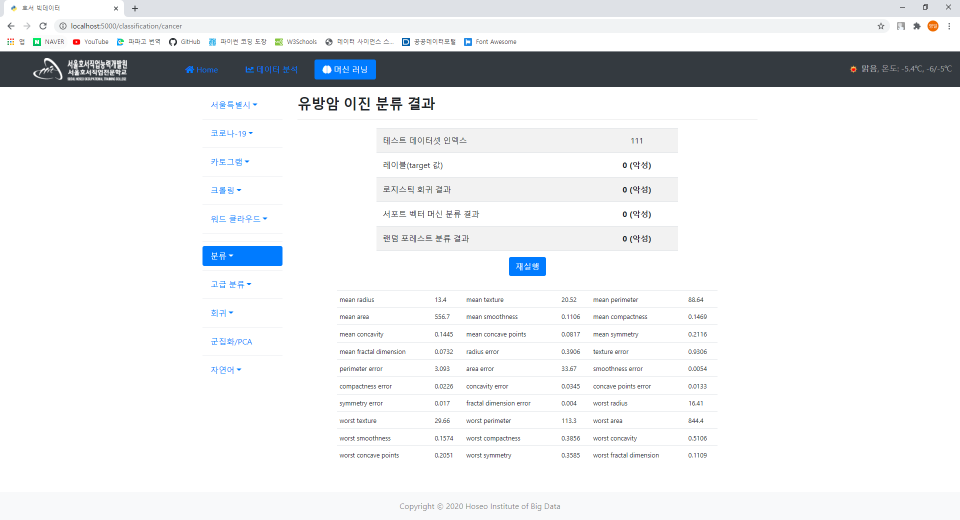 호서 빅데이터
localhost:5000/classification/cancer
앱 NAVER YouTube 파파고 번역 GitHub 파이썬 코딩 도장 W3Schools 데이터 사이언스 스... 공공데이터포털 Font Awesome
서울호서직업능력개발원
서울호서직업전문학교
Home 데이터 분석 머신 러닝 맑음, 온도: -5.4℃, -6/-5℃
서울특별시
코로나-19
카토그램
크롤링
워드 클라우드
분류
고급 분류
회귀
군집화/PCA
자연어
유방암 이진 분류 결과
테스트 데이터셋 인덱스 111
레이블(target 값) 0 (악성)
로지스틱 회귀 결과 0 (악성)
서포트 벡터 머신 분류 결과 0 (악성)
랜덤 포레스트 분류 결과 0 (악성)
재실행
mean radius 13.4 mean texture 20.52 mean perimeter 88.64
mean area 556.7 mean smoothness 0.1106 mean compactness 0.1469
mean concavity 0.1445 mean concave points 0.0817 mean symmetry 0.2116
mean fractal dimension 0.0732 radius error 0.3906 texture error 0.9306
perimeter error 3.093 area error 33.67 smoothness error 0.0054
compactness error 0.0226 concavity error 0.0345 concave points error 0.0133
symmetry error 0.017 fractal dimension error 0.004 worst radius 16.41
worst texture 29.66 worst perimeter 113.3 worst area 844.4
worst smoothness 0.1574 worst compactness 0.3856 worst concavity 0.5106
worst concave points 0.2051 worst symmetry 0.3585 worst fractal dimension 0.1109
Copyright © 2020 Hoseo Institute of Big Data